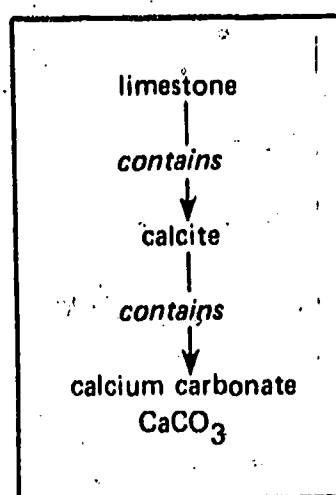 limestone
contains
calcite
contains
calcium carbonate
CaCO₃